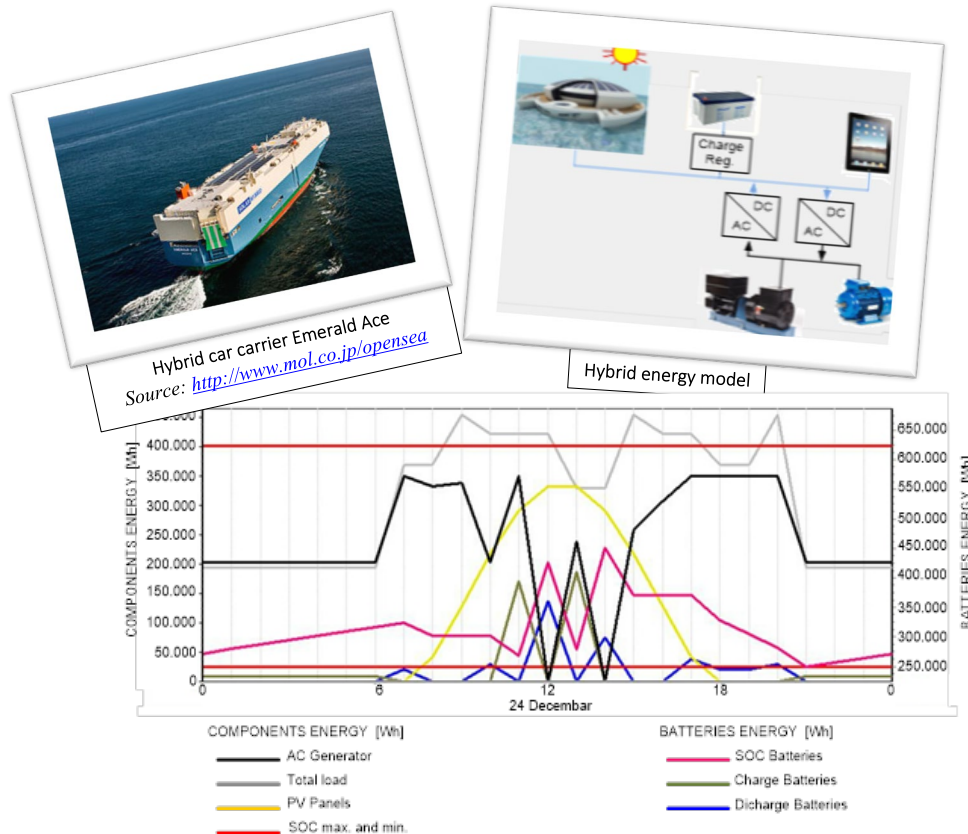 Charge
Reg.
DC
AC
DC
AC
Hybrid car carrier Emerald Ace
Source: http://www.mol.co.jp/opensea
Hybrid energy model
COMPONENTS ENERGY [Wh]
400.000
350.000
300.000
250.000
200.000
150.000
100.000
50.000
0
650.000
600.000
550.000
500.000
450.000
400.000
350.000
300.000
250.000
BATTERIES ENERGY [Wh]
0
6
12
18
0
24 Decembar
COMPONENTS ENERGY [Wh]
AC Generator
Total load
PV Panels
SOC max. and min.
BATTERIES ENERGY [Wh]
SOC Batteries
Charge Batteries
Dicharge Batteries